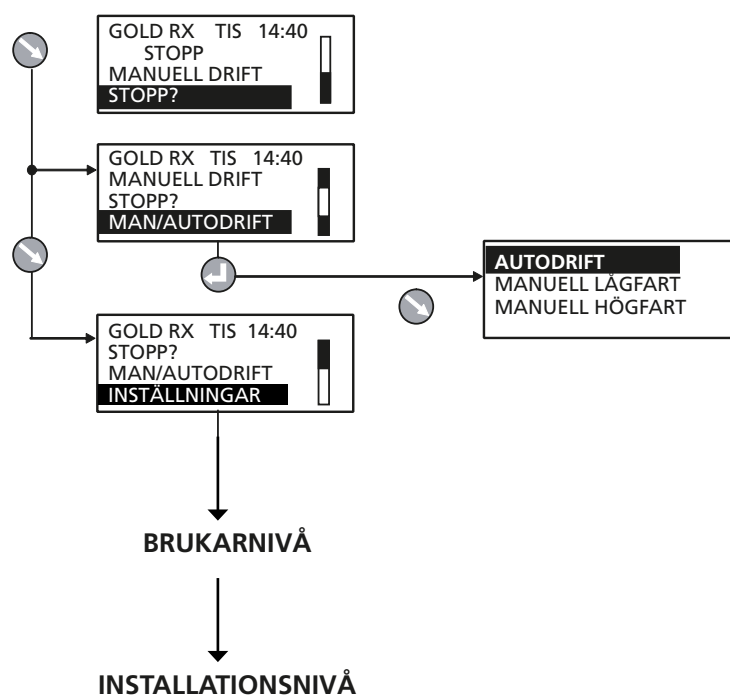 GOLD RX TIS 14:40
STOPP
MANUELL DRIFT
STOPP?
GOLD RX TIS 14:40
MANUELL DRIFT
STOPP?
MAN/AUTODRIFT
AUTODRIFT
MANUELL LÅGFART
MANUELL HÖGFART
GOLD RX TIS 14:40
STOPP?
MAN/AUTODRIFT
INSTÄLLNINGAR
BRUKARNIVÅ
INSTALLATIONSNIVÅ